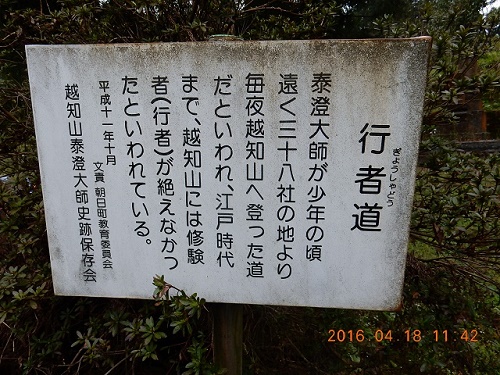 行者道
ぎょうしゃどう
泰澄大師が少年の頃
遠く三十八社の地より
毎夜越知山へ登った道
だといわれ、江戸時代
まで、越知山には修験
者(行者)が絶えなかっ
たといわれている。
平成十一年十月
文責 朝日町教育委員会
越知山泰澄大師史跡保存会
2016 04 18 11:42